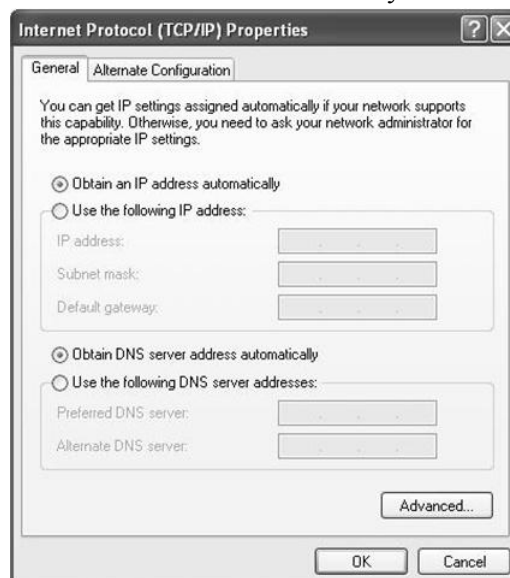 Internet Protocol (TCP/IP) Properties
General
Alternate Configuration
You can get IP settings assigned automatically if your network supports
this capability. Otherwise, you need to ask your network administrator for
the appropriate IP settings.
Obtain an IP address automatically
Use the following IP address:
IP address:
Subnet mask:
Default gateway:
Obtain DNS server address automatically
Use the following DNS server addresses:
Preferred DNS server:
Alternate DNS server:
Advanced...
OK
Cancel